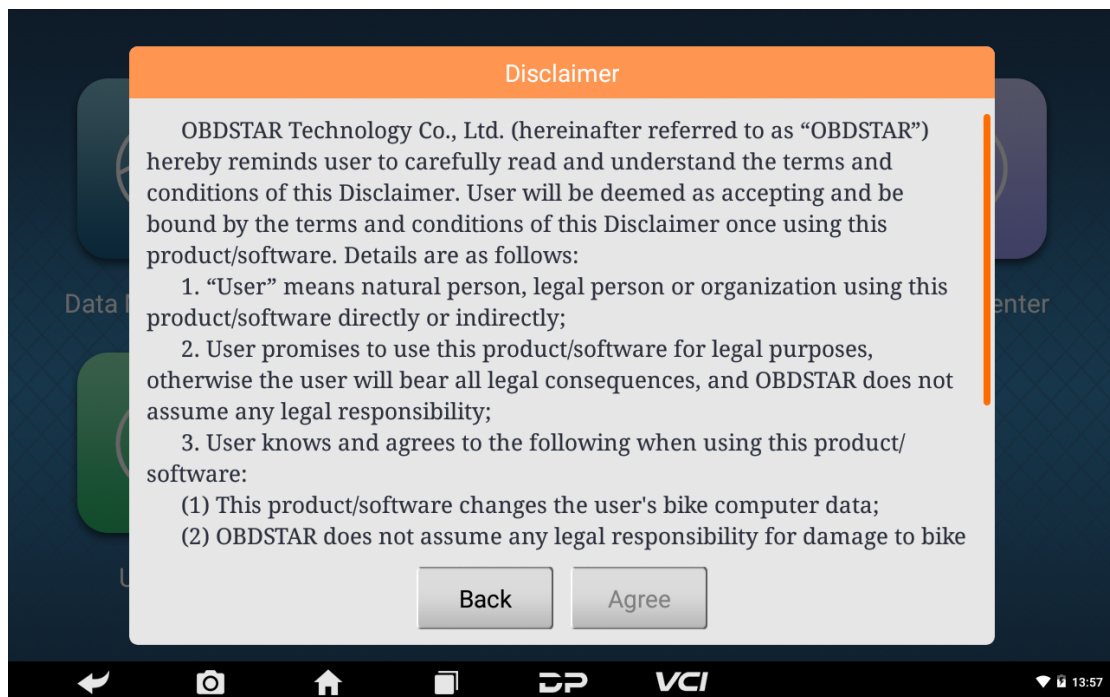 Disclaimer
OBDSTAR Technology Co., Ltd. (hereinafter referred to as “OBDSTAR”)
hereby reminds user to carefully read and understand the terms and
conditions of this Disclaimer. User will be deemed as accepting and be
bound by the terms and conditions of this Disclaimer once using this
product/software. Details are as follows:
1. “User” means natural person, legal person or organization using this
product/software directly or indirectly;
2. User promises to use this product/software for legal purposes,
otherwise the user will bear all legal consequences, and OBDSTAR does not
assume any legal responsibility;
3. User knows and agrees to the following when using this product/
software:
(1) This product/software changes the user's bike computer data;
(2) OBDSTAR does not assume any legal responsibility for damage to bike
Data
enter
Back
Agree
DP
VCI
13:57